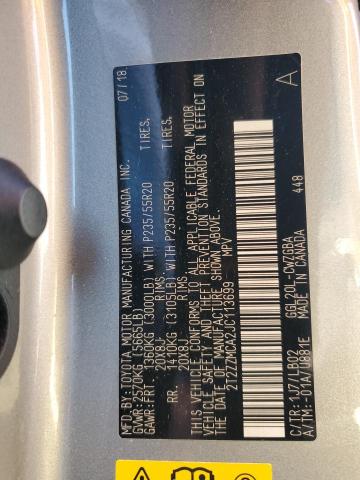 MFD.BY:TOYOTA MOTOR MANUFACTURING CANADA INC. 07/18
GVWR: 2570KG (5665LB)
GAWR:FRT. 1360KG (3000LB) WITH P235/55R20 TIRES,
20X8J RIMS
RR. 1410KG (3105LB) WITH P235/55R20 TIRES,
20X8J RIMS
THIS VEHICLE CONFORMS TO ALL APPLICABLE FEDERAL MOTOR
VEHICLE SAFETY AND THEFT PREVENTION STANDARDS IN EFFECT ON
THE DATE OF MANUFACTURE SHOWN ABOVE.
2T2ZZMCA2JC113699 MPV
A
C/TR: 1J7/LB02 GGL20L-CWZGBA
A/TM: -01A/U881E MADE IN CANADA 448